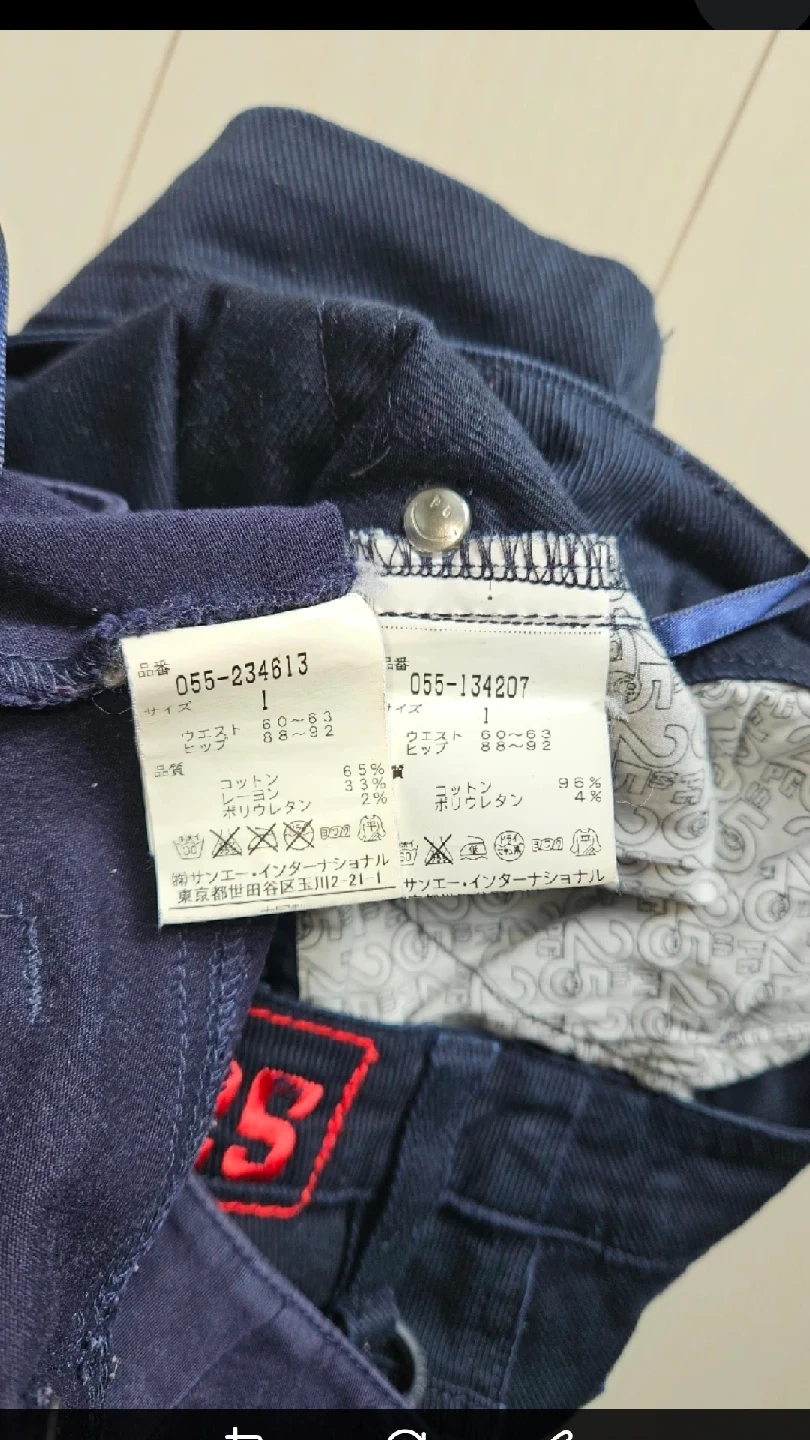 品番
055-234613
サイズ 1
ウエスト 60~63
ヒップ 88~92
品質
コットン 65%
レーヨン 33%
ポリウレタン 2%
㈱サンエー・インターナショナル
東京都世田谷区玉川2-21-1
品番
055-134207
イズ 1
ウエスト 60~63
ヒップ 88~92
質
コットン 96%
ポリウレタン 4%
サンエー・インターナショナル